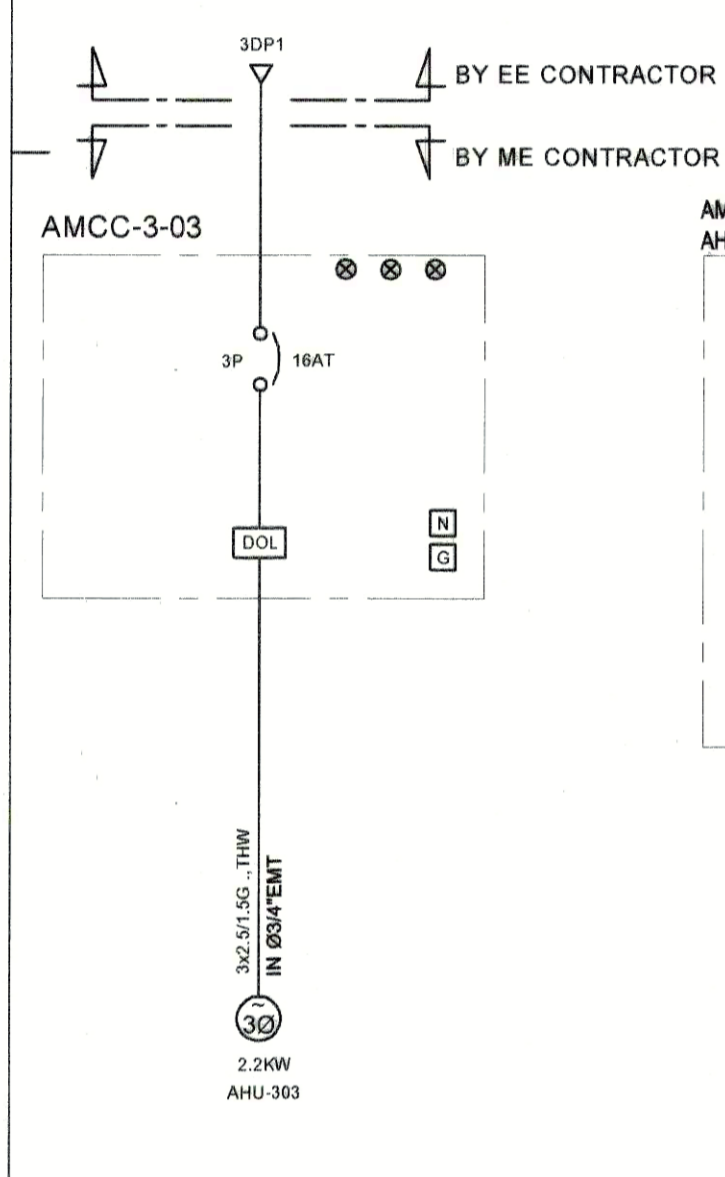 3DP1
BY EE CONTRACTOR
BY ME CONTRACTOR
AMCC-3-03
3P
16AT
DOL
N
G
3x2.5/1.5G .,THW
IN Ø3/4"EMT
~
3Ø
2.2KW
AHU-303